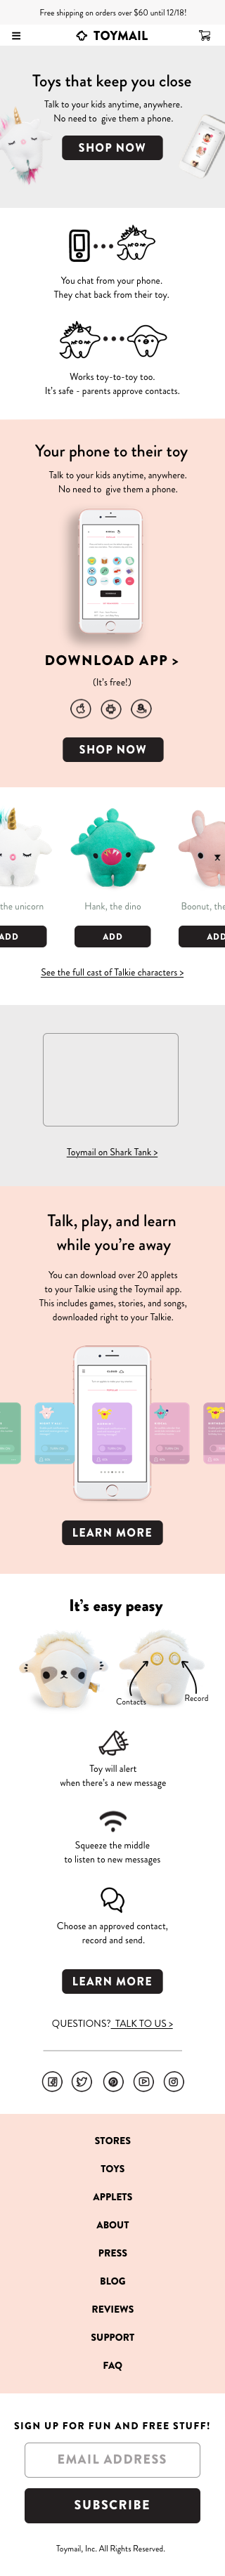 Free shipping on orders over $60 until 12/18!
TOYMAIL
Toys that keep you close
Talk to your kids anytime, anywhere.
No need to give them a phone.
SHOP NOW
You chat from your phone.
They chat back from their toy.
Works toy-to-toy too.
It's safe - parents approve contacts.
Your phone to their toy
Talk to your kids anytime, anywhere.
No need to give them a phone.
DOWNLOAD APP >
(It's free!)
SHOP NOW
the unicorn
Hank, the dino
Boonut, the
ADD
ADD
ADD
See the full cast of Talkie characters >
Toymail on Shark Tank >
Talk, play, and learn
while you're away
You can download over 20 applets
to your Talkie using the Toymail app.
This includes games, stories, and songs,
downloaded right to your Talkie.
LEARN MORE
It's easy peasy
Contacts
Record
Toy will alert
when there's a new message
Squeeze the middle
to listen to new messages
Choose an approved contact,
record and send.
LEARN MORE
QUESTIONS? TALK TO US >
STORES
TOYS
APPLETS
ABOUT
PRESS
BLOG
REVIEWS
SUPPORT
FAQ
SIGN UP FOR FUN AND FREE STUFF!
EMAIL ADDRESS
SUBSCRIBE
Toymail, Inc. All Rights Reserved.